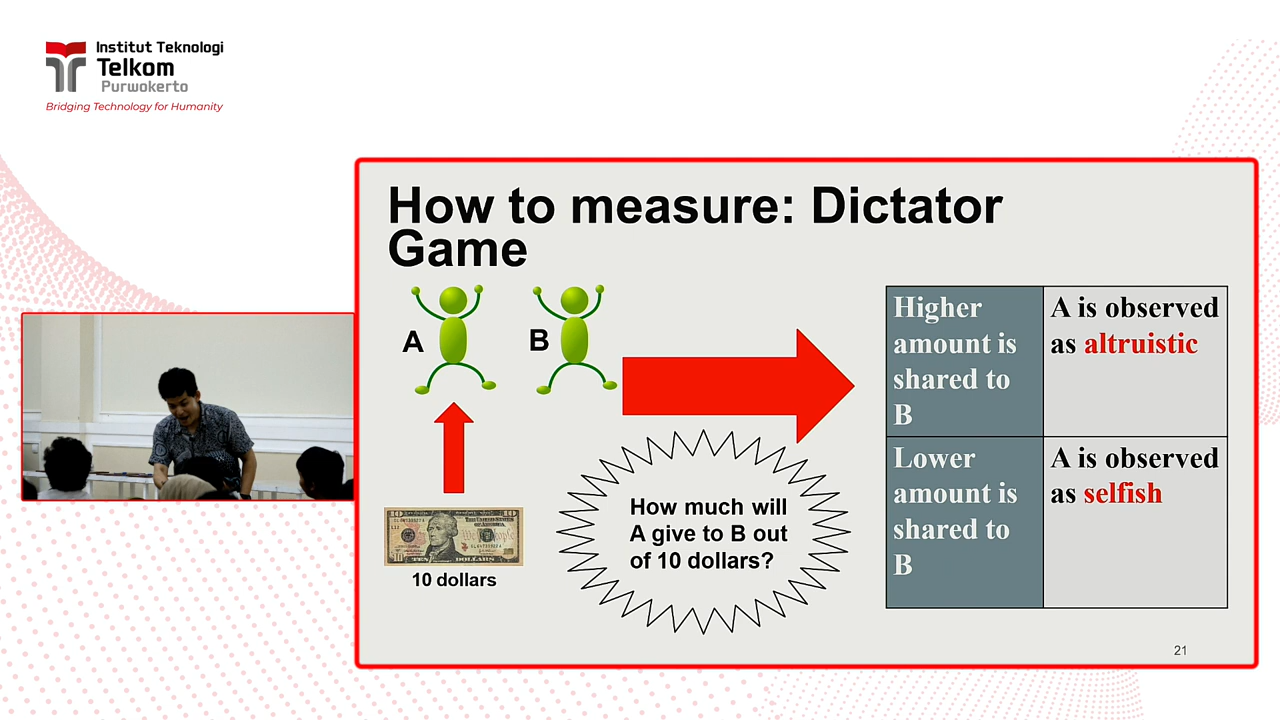 Institut Teknologi
Telkom
Purwokerto
Bridging Technology for Humanity
How to measure: Dictator
Game
A
B
10 dollars
How much will
A give to B out
of 10 dollars?
Higher
amount is
shared to
B
A is observed
as altruistic
Lower
amount is
shared to
B
A is observed
as selfish
21